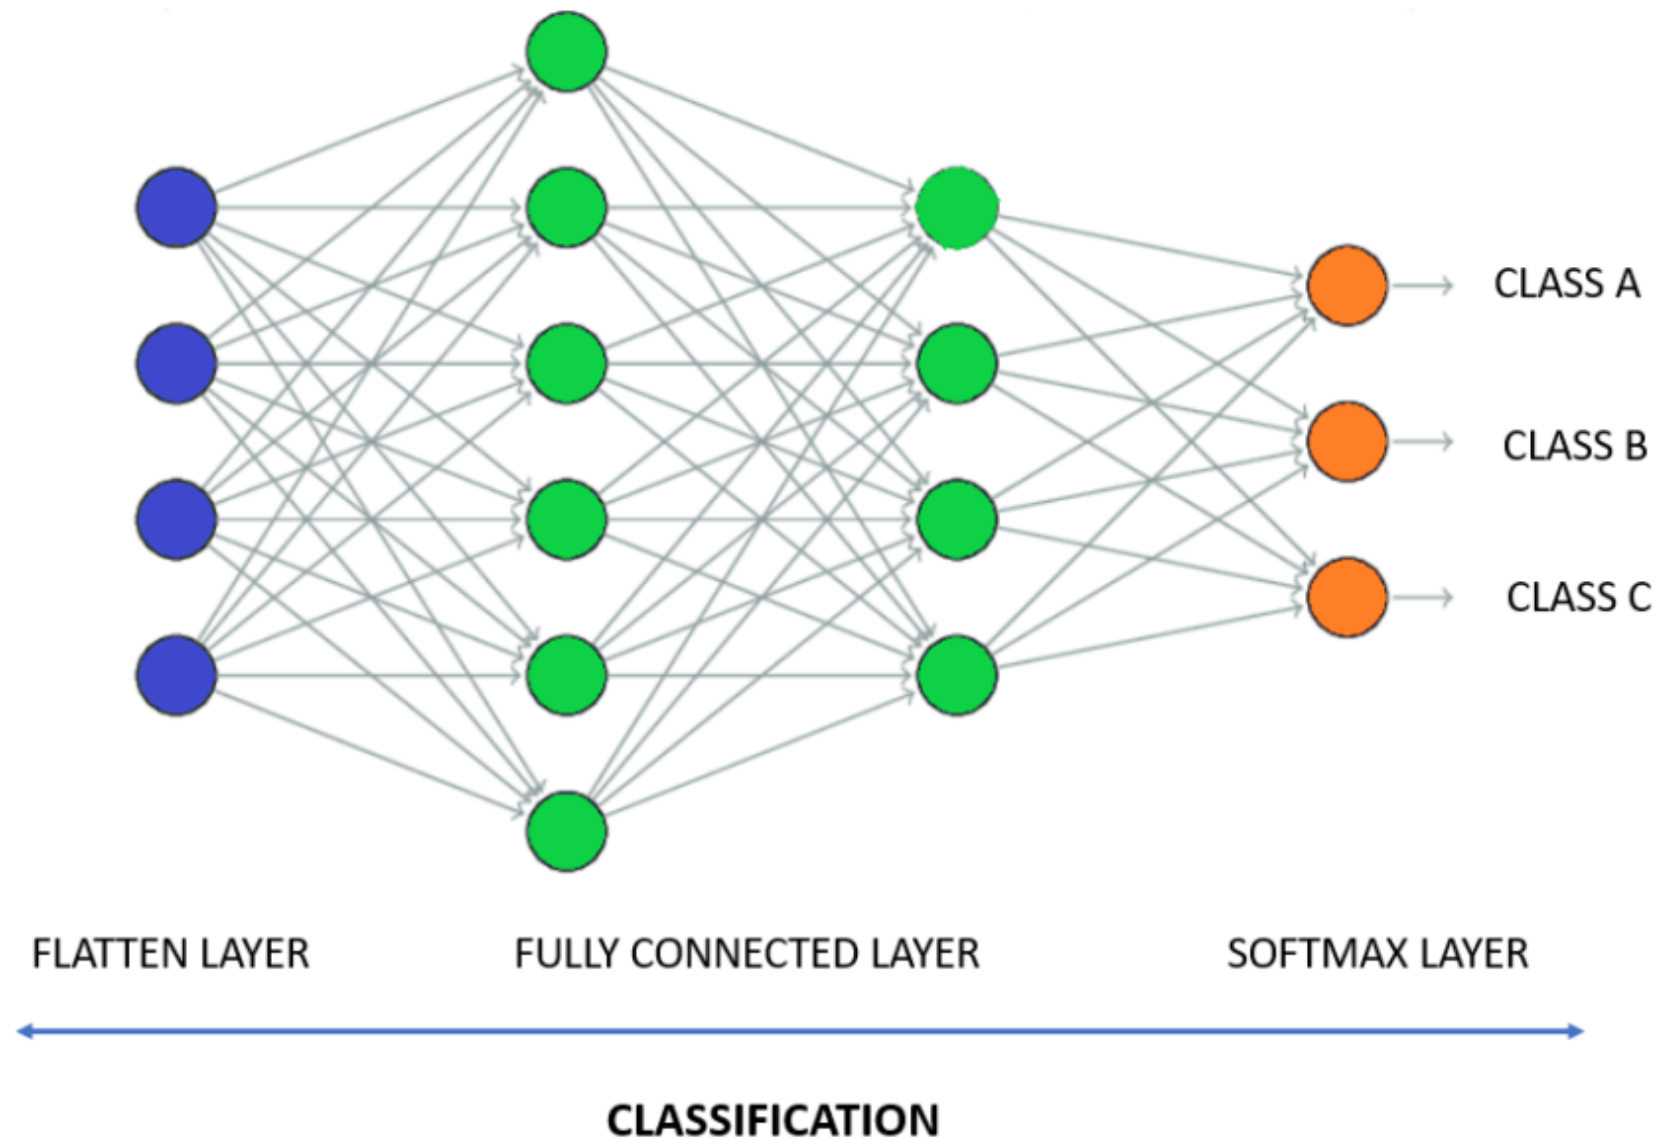 CLASS A
CLASS B
CLASS C
FLATTEN LAYER
FULLY CONNECTED LAYER
SOFTMAX LAYER
CLASSIFICATION